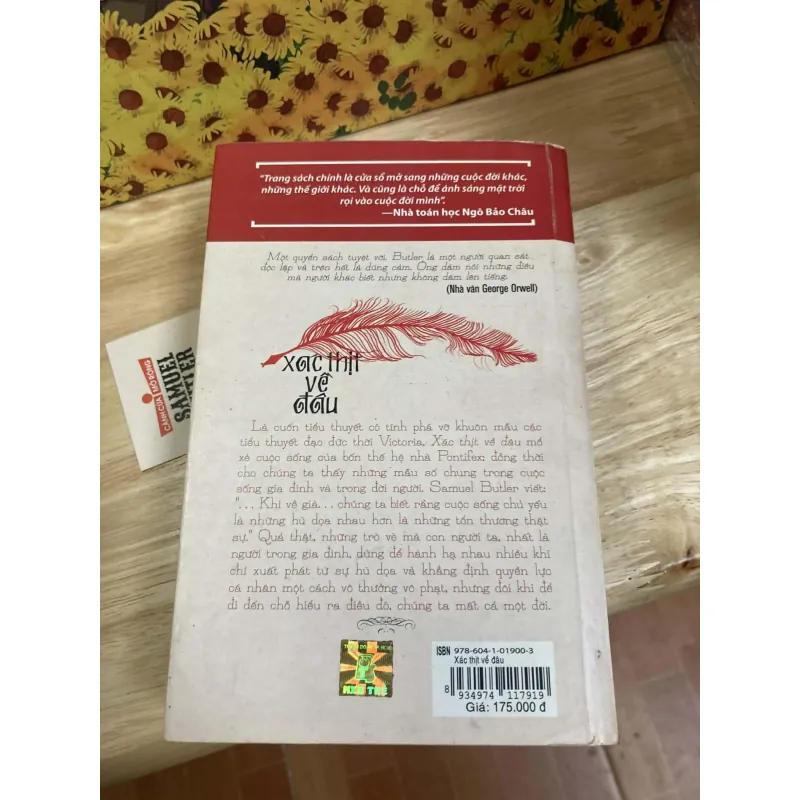 "Trang sách chính là cửa sổ mở sang những cuộc đời khác,
những thế giới khác. Và cũng là chỗ để ánh sáng mặt trời
rọi vào cuộc đời mình".
—Nhà toán học Ngô Bảo Châu
Một quyển sách tuyệt vời. Butler là một người quan sát
độc lập và trên hết là dũng cảm. Ông dám nói những điều
mà người khác biết nhưng không dám lên tiếng.
(Nhà văn George Orwell)
xác thịt
về
đâu
CÁNH CỬA MỞ RỘNG
SAMUEL
Là cuốn tiểu thuyết có tính phá vỡ khuôn mẫu các
tiểu thuyết đạo đức thời Victoria, Xác thịt về đâu mổ
xẻ cuộc sống của bốn thế hệ nhà Pontifex; đồng thời
cho chúng ta thấy những mẫu số chung trong cuộc
sống gia đình và trong đời người. Samuel Butler viết:
"... Khi về già... chúng ta biết rằng cuộc sống chủ yếu
là những hù dọa nhau hơn là những tổn thương thật
sự." Quả thật, những trò vè mà con người ta, nhất là
người trong gia đình, dùng để hành hạ nhau nhiều khi
chỉ xuất phát từ sự hù dọa và khẳng định quyền lực
cá nhân một cách vô thưởng vô phạt, nhưng đôi khi để
đi đến chỗ hiểu ra điều đó, chúng ta mất cả một đời.
NXB TRẺ
ISBN 978-604-1-01900-3
Xác thịt về đâu
8 934974 117919
Giá: 175.000 đ